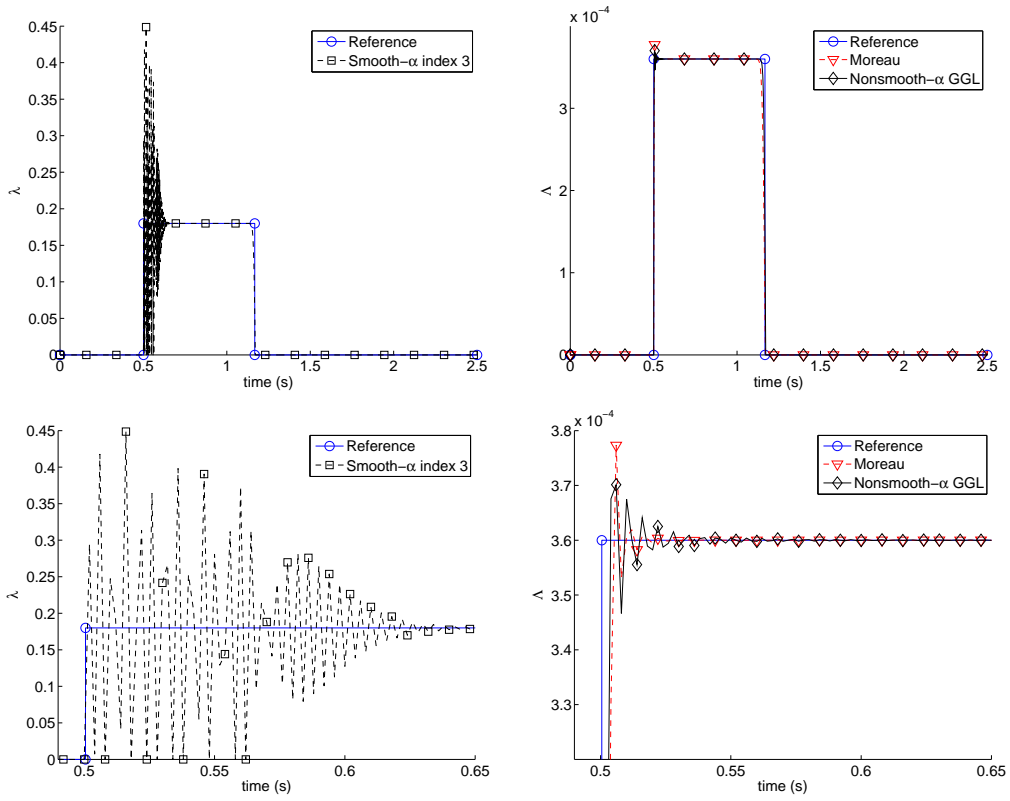 0.45
0.4
0.35
0.3
0.25
0.2
0.15
0.1
0.05
0
λ
0 0.5 1 1.5 2 2.5
time (s)
Reference
Smooth−α index 3
x 10−4
4
3
2
1
0
Λ
0 0.5 1 1.5 2 2.5
time (s)
Reference
Moreau
Nonsmooth−α GGL
0.45
0.4
0.35
0.3
0.25
0.2
0.15
0.1
0.05
0
λ
0.5 0.55 0.6 0.65
time (s)
Reference
Smooth−α index 3
x 10−4
3.8
3.7
3.6
3.5
3.4
3.3
Λ
0.5 0.55 0.6 0.65
time (s)
Reference
Moreau
Nonsmooth−α GGL